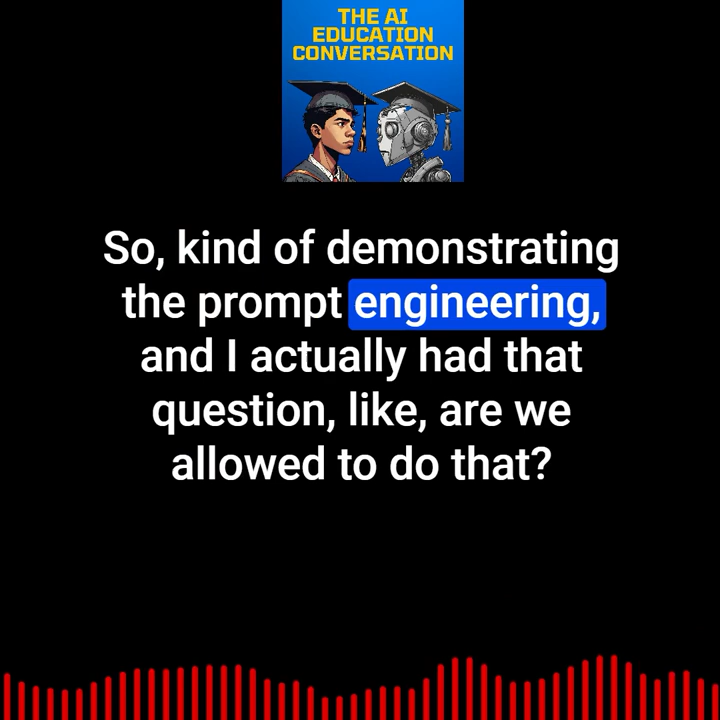 THE AI
EDUCATION
CONVERSATION
So, kind of demonstrating
the prompt engineering,
and I actually had that
question, like, are we
allowed to do that?